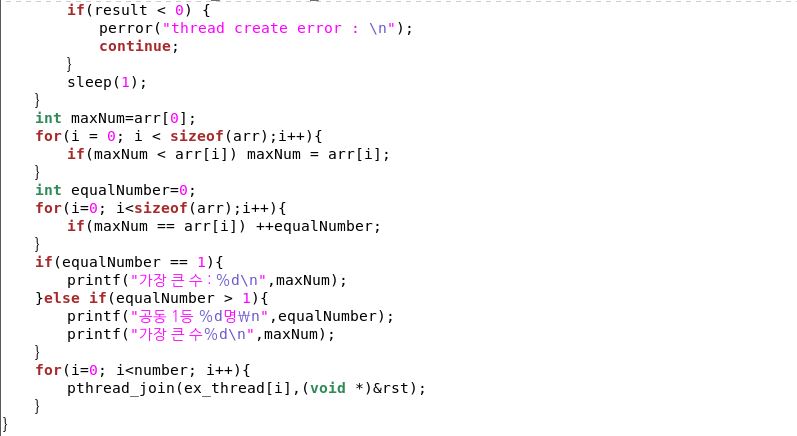 if(result < 0) {
perror("thread create error : \n");
continue;
}
sleep(1);
}
int maxNum=arr[0];
for(i = 0; i < sizeof(arr);i++){
if(maxNum < arr[i]) maxNum = arr[i];
}
int equalNumber=0;
for(i=0; i<sizeof(arr);i++){
if(maxNum == arr[i]) ++equalNumber;
}
if(equalNumber == 1){
printf("가장 큰 수 : %d\n",maxNum);
}else if(equalNumber > 1){
printf("공동 1등 %d명₩n",equalNumber);
printf("가장 큰 수%d\n",maxNum);
}
for(i=0; i<number; i++){
pthread_join(ex_thread[i],(void *)&rst);
}
}